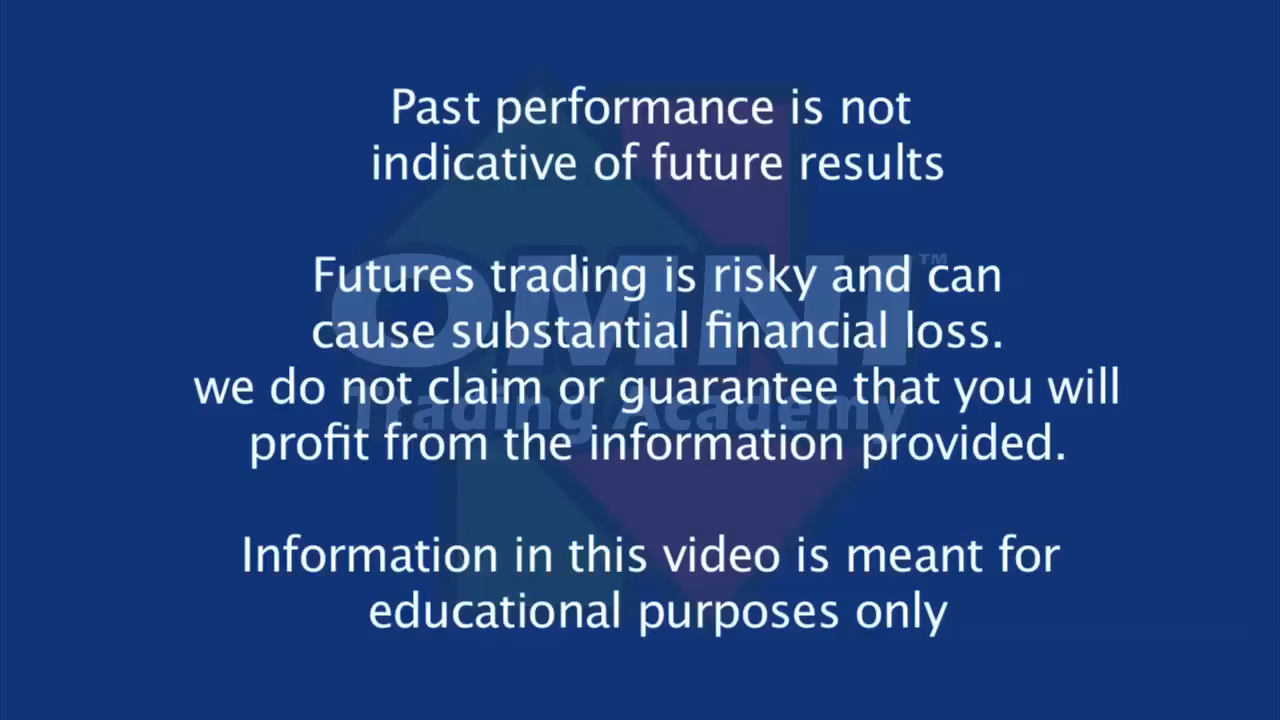 Past performance is not
indicative of future results
OMNI™
Futures trading is risky and can
cause substantial financial loss.
we do not claim or guarantee that you will
Trading Academy
profit from the information provided.
Information in this video is meant for
educational purposes only